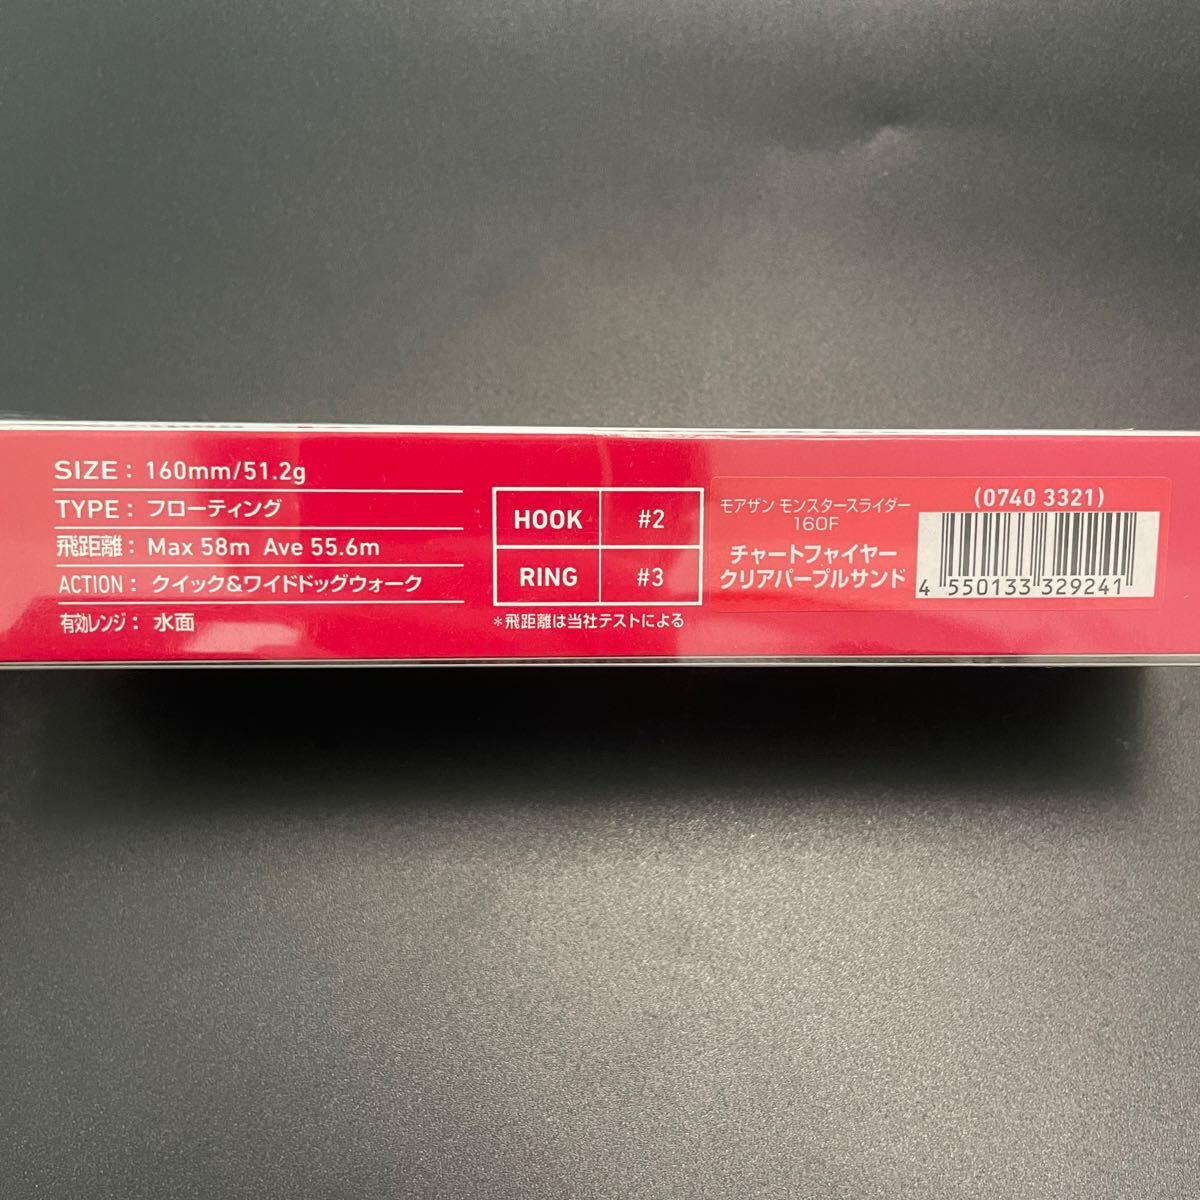 SIZE：160mm/51.2g
TYPE：フローティング
飛距離：Max 58m Ave 55.6m
ACTION：クイック&ワイドドッグウォーク
有効レンジ：水面
HOOK #2
RING #3
*飛距離は当社テストによる
モアザン モンスタースライダー
160F
チャートファイヤー
クリアパープルサンド
(0740 3321)
4 550133 329241